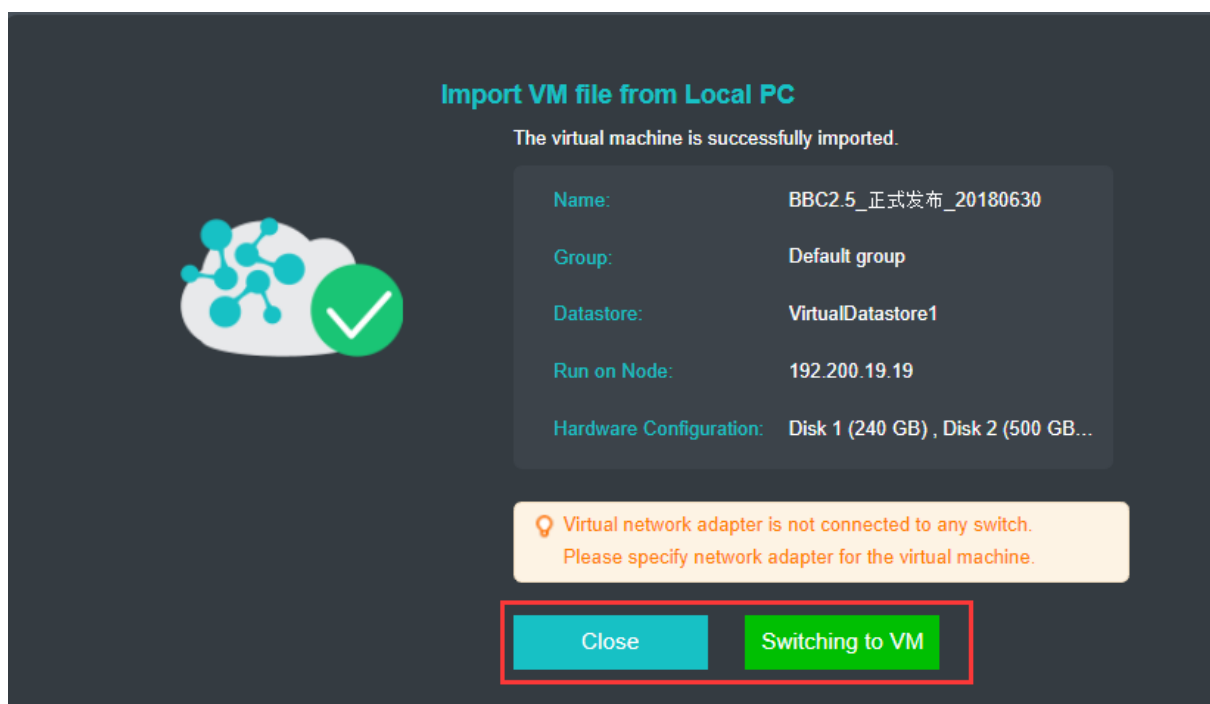 Import VM file from Local PC
The virtual machine is successfully imported.
Name: BBC2.5_正式发布_20180630
Group: Default group
Datastore: VirtualDatastore1
Run on Node: 192.200.19.19
Hardware Configuration: Disk 1 (240 GB) , Disk 2 (500 GB...
Virtual network adapter is not connected to any switch.
Please specify network adapter for the virtual machine.
Close Switching to VM